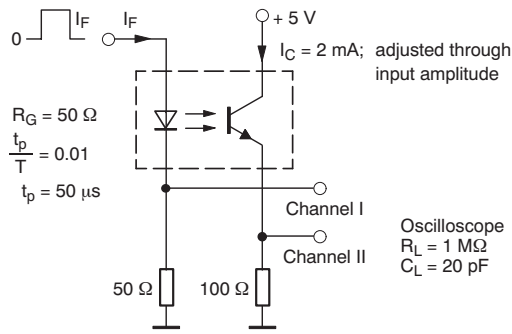 0
I_F
I_F
+ 5 V
I_C = 2 mA; adjusted through
input amplitude
R_G = 50 Ω
t_p
T
= 0.01
t_p = 50 μs
Channel I
Channel II
50 Ω
100 Ω
Oscilloscope
R_L = 1 MΩ
C_L = 20 pF